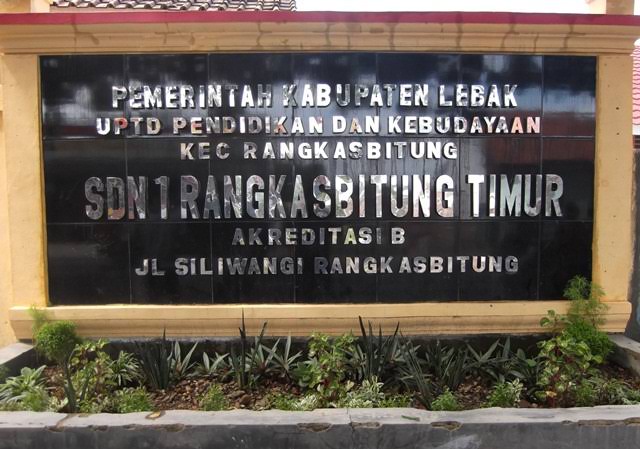 PEMERINTAH KABUPATEN LEBAK
UPTD PENDIDIKAN DAN KEBUDAYAAN
KEC RANGKASBITUNG
SDN 1 RANGKASBITUNG TIMUR
AKREDITASI B
JL SILIWANGI RANGKASBITUNG